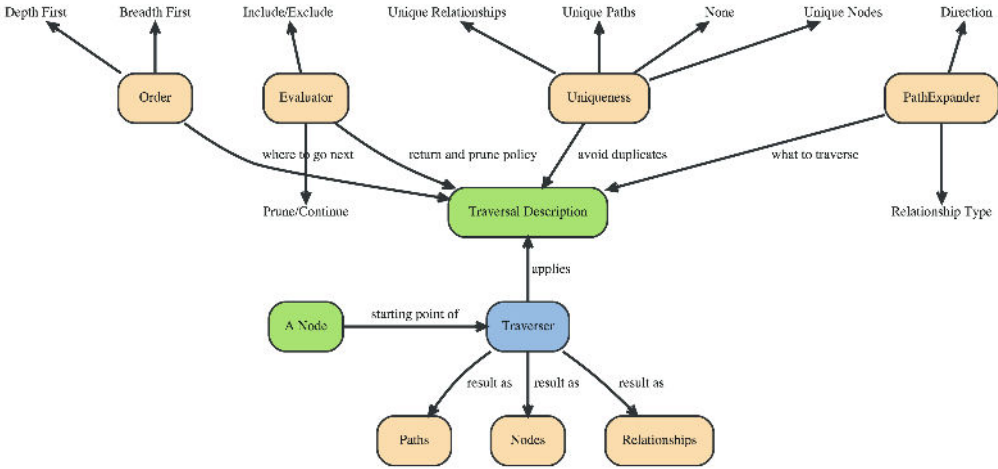 Depth First
Breadth First
Include/Exclude
Unique Relationships
Unique Paths
None
Unique Nodes
Direction
Order
Evaluator
Uniqueness
PathExpander
where to go next
return and prune policy
avoid duplicates
what to traverse
Prune/Continue
Traversal Description
Relationship Type
applies
A Node
starting point of
Traverser
result as
result as
result as
Paths
Nodes
Relationships